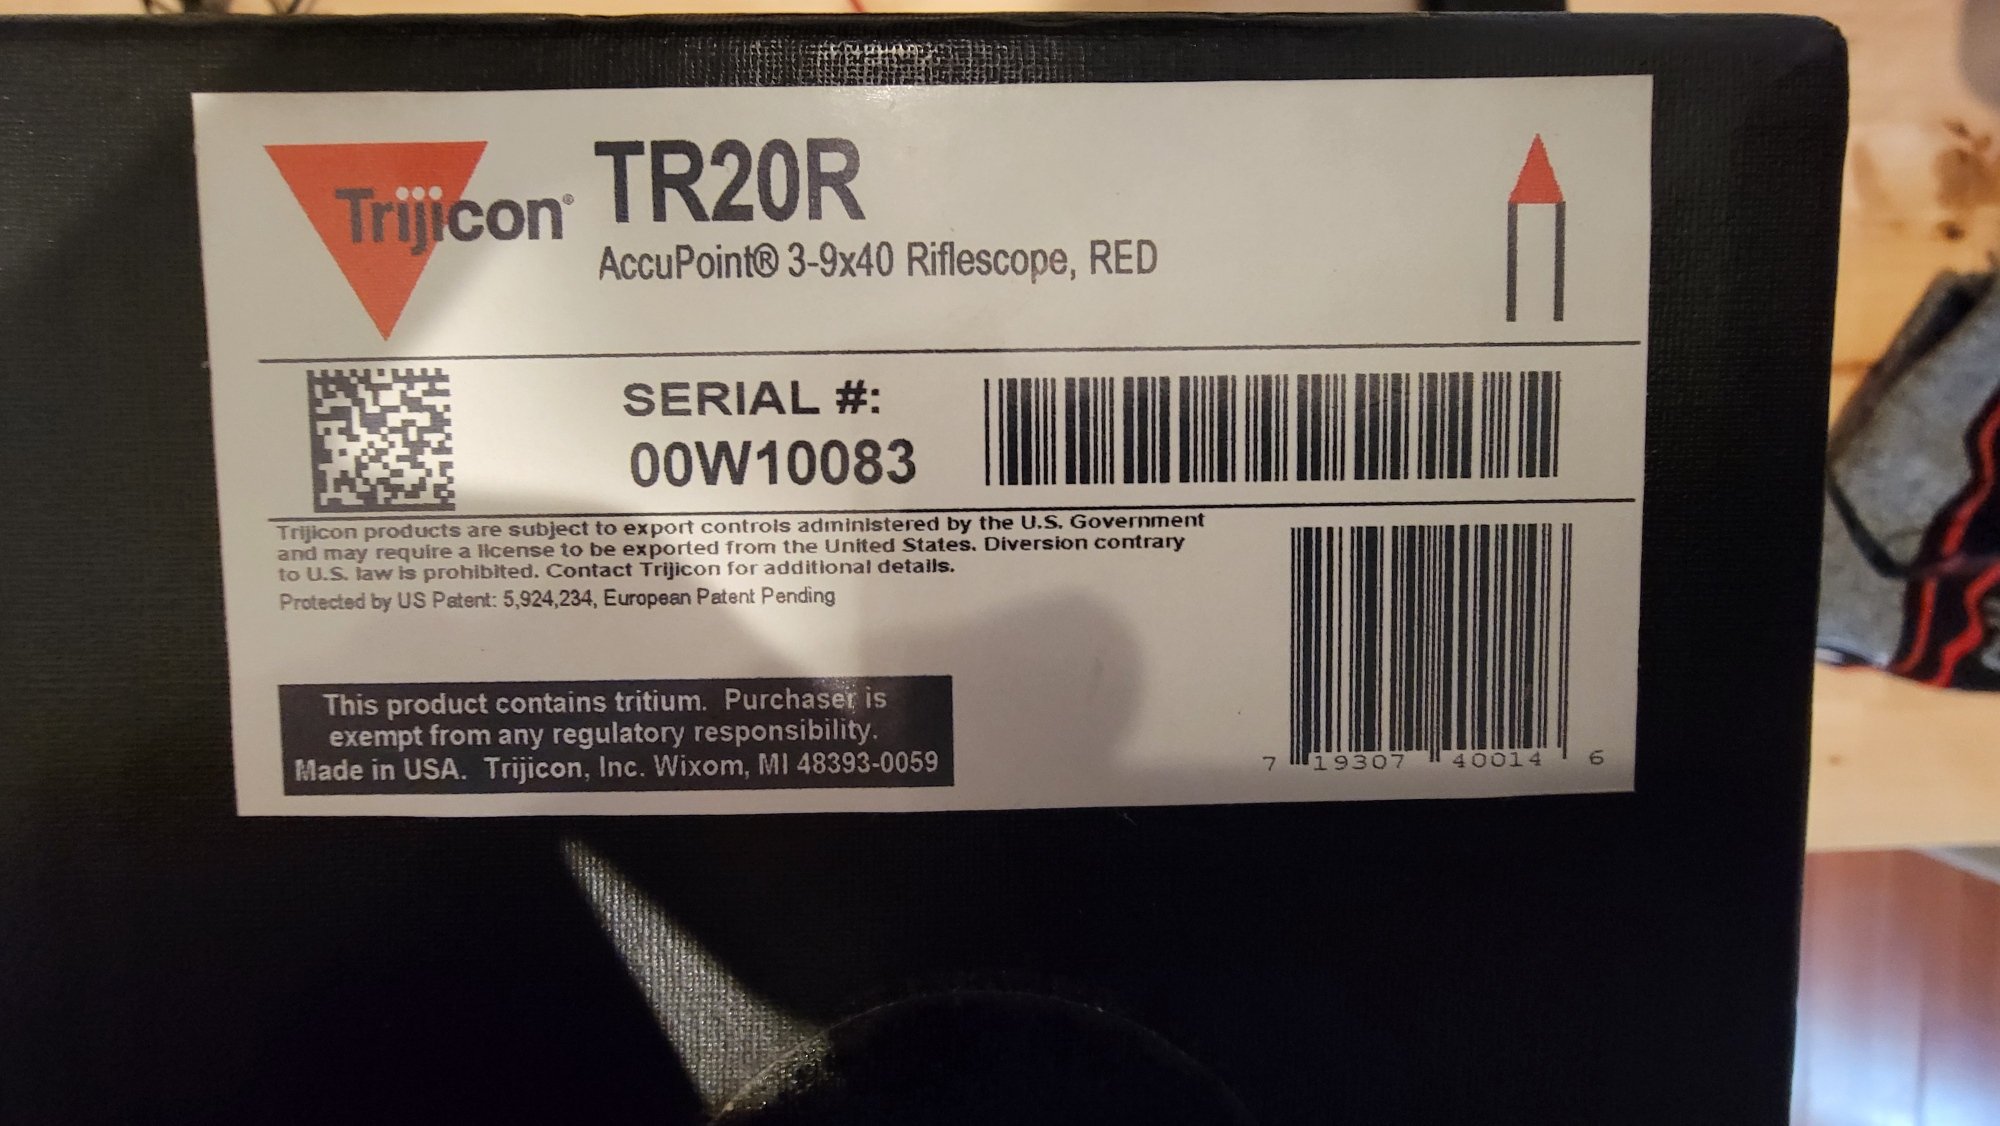 Trijicon®
TR20R
AccuPoint® 3-9x40 Riflescope, RED
SERIAL #:
00W10083
Trijicon products are subject to export controls administered by the U.S. Government
and may require a license to be exported from the United States. Diversion contrary
to U.S. law is prohibited. Contact Trijicon for additional details.
Protected by US Patent: 5,924,234, European Patent Pending
This product contains tritium. Purchaser is
exempt from any regulatory responsibility.
Made in USA. Trijicon, Inc. Wixom, MI 48393-0059
7 19307 40014 6